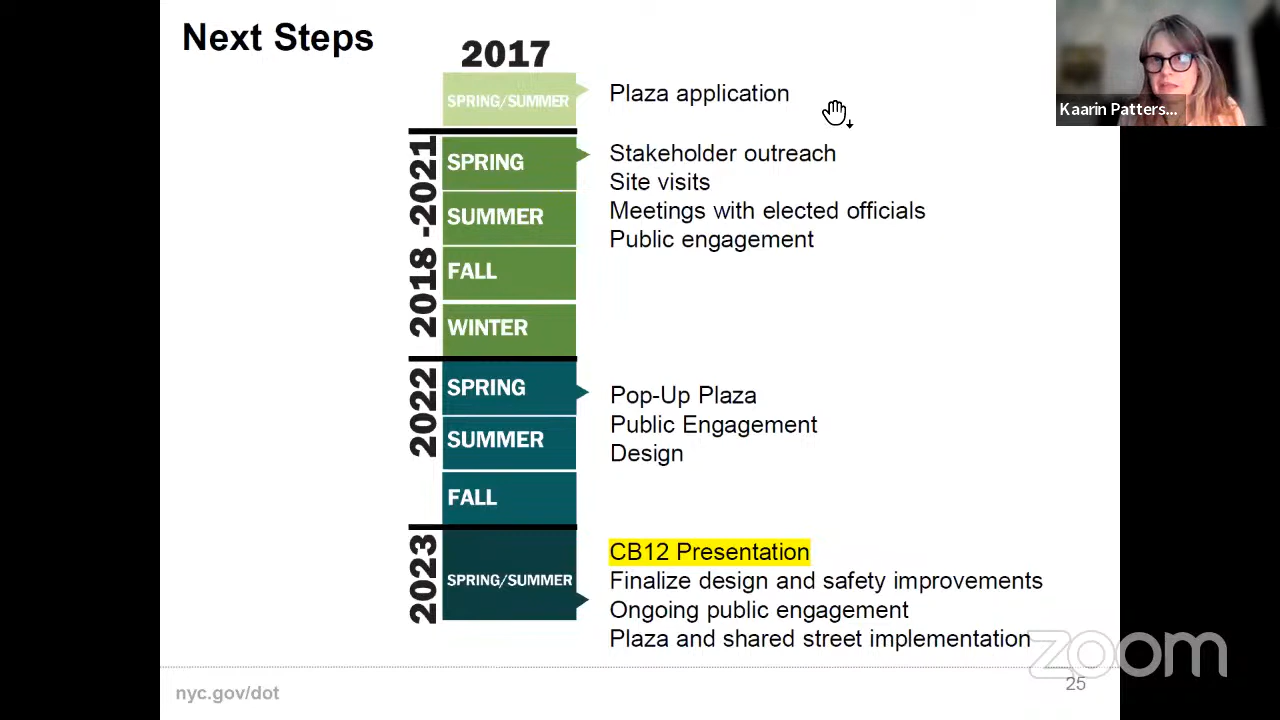 Next Steps
2017
SPRING/SUMMER
Plaza application
2018 -2021
SPRING
SUMMER
FALL
WINTER
Stakeholder outreach
Site visits
Meetings with elected officials
Public engagement
2022
SPRING
SUMMER
FALL
Pop-Up Plaza
Public Engagement
Design
2023
SPRING/SUMMER
CB12 Presentation
Finalize design and safety improvements
Ongoing public engagement
Plaza and shared street implementation
nyc.gov/dot
25
Kaarin Patters...
zoom